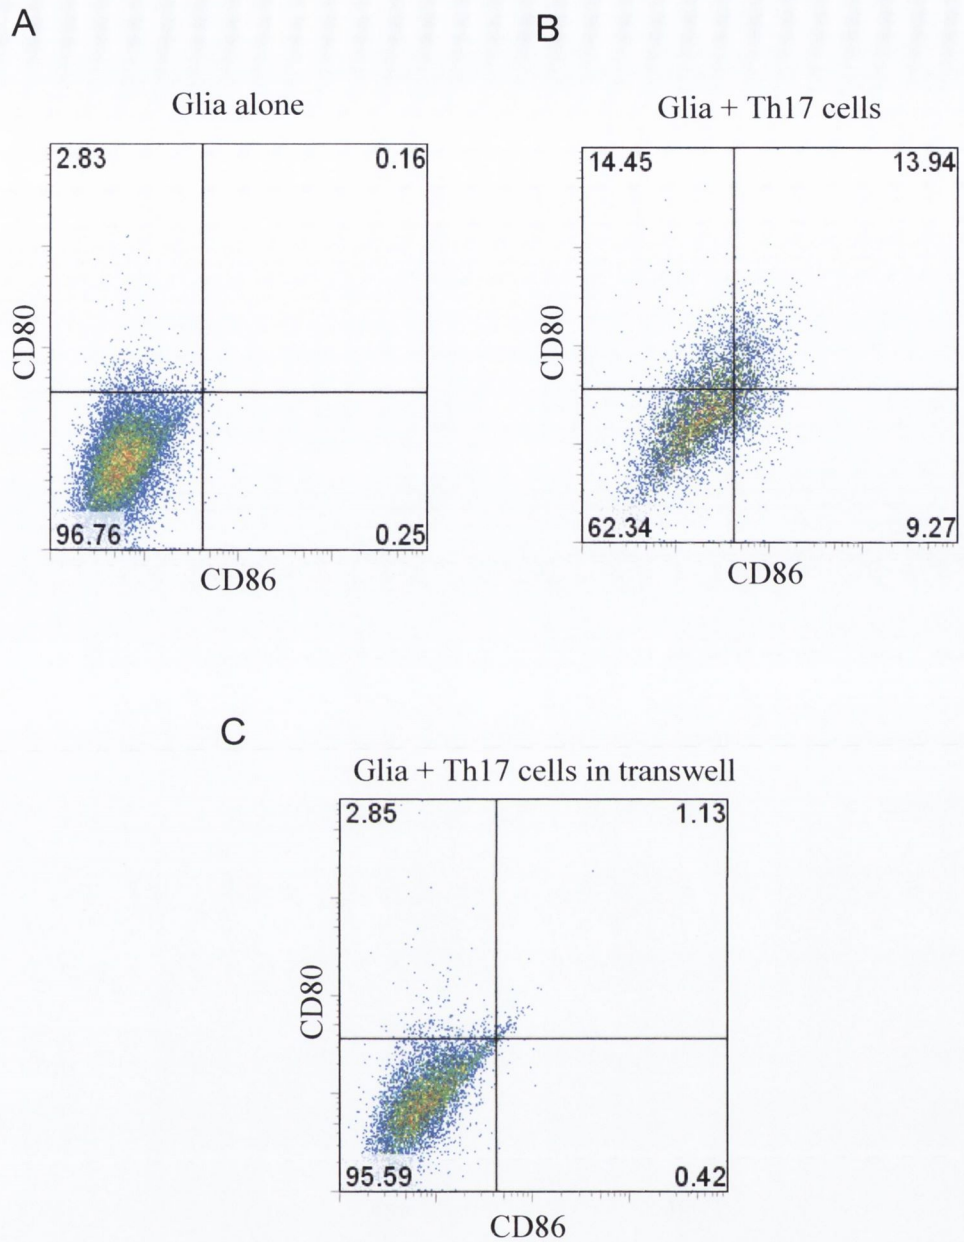 A
Glia alone
2.83
0.16
CD80
96.76
0.25
CD86
B
Glia + Th17 cells
14.45
13.94
CD80
62.34
9.27
CD86
C
Glia + Th17 cells in transwell
2.85
1.13
CD80
95.59
0.42
CD86